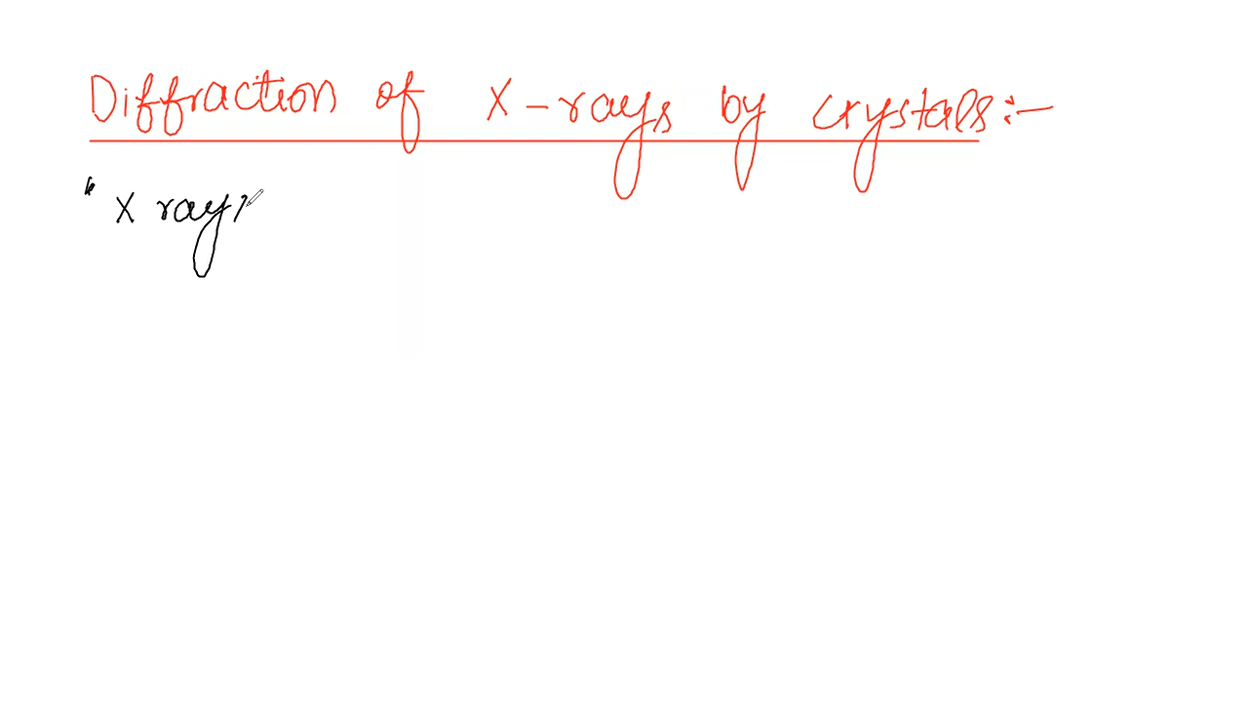 Diffraction of X-rays by crystals:-
* X rays